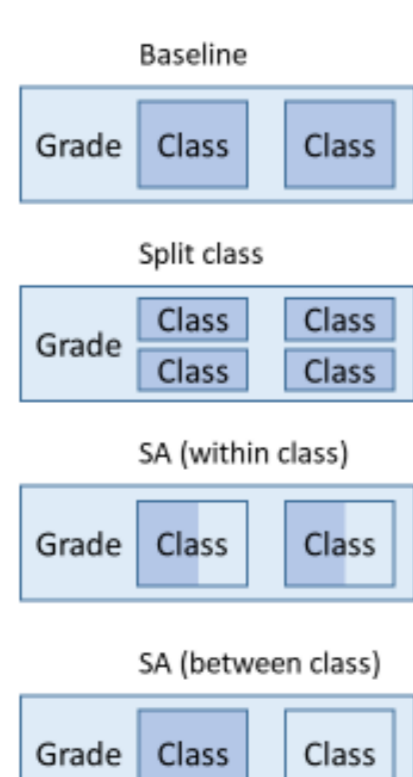 Baseline
Grade Class Class
Split class
Class Class
Grade
Class Class
SA (within class)
Grade Class Class
SA (between class)
Grade Class Class